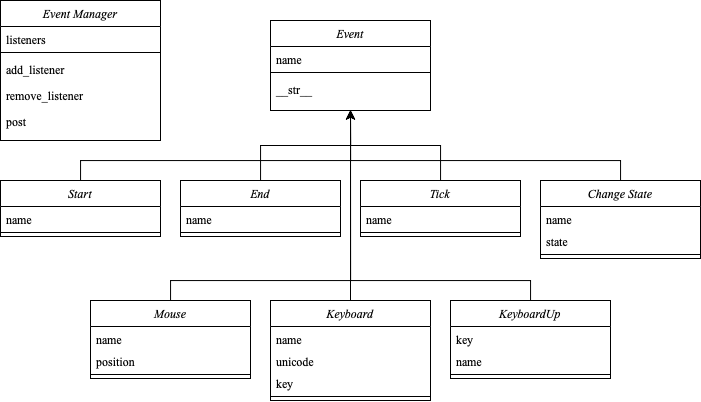 Event Manager
listeners
add_listener
remove_listener
post
Event
name
__str__
Start
name
End
name
Tick
name
Change State
name
state
Mouse
name
position
Keyboard
name
unicode
key
KeyboardUp
key
name